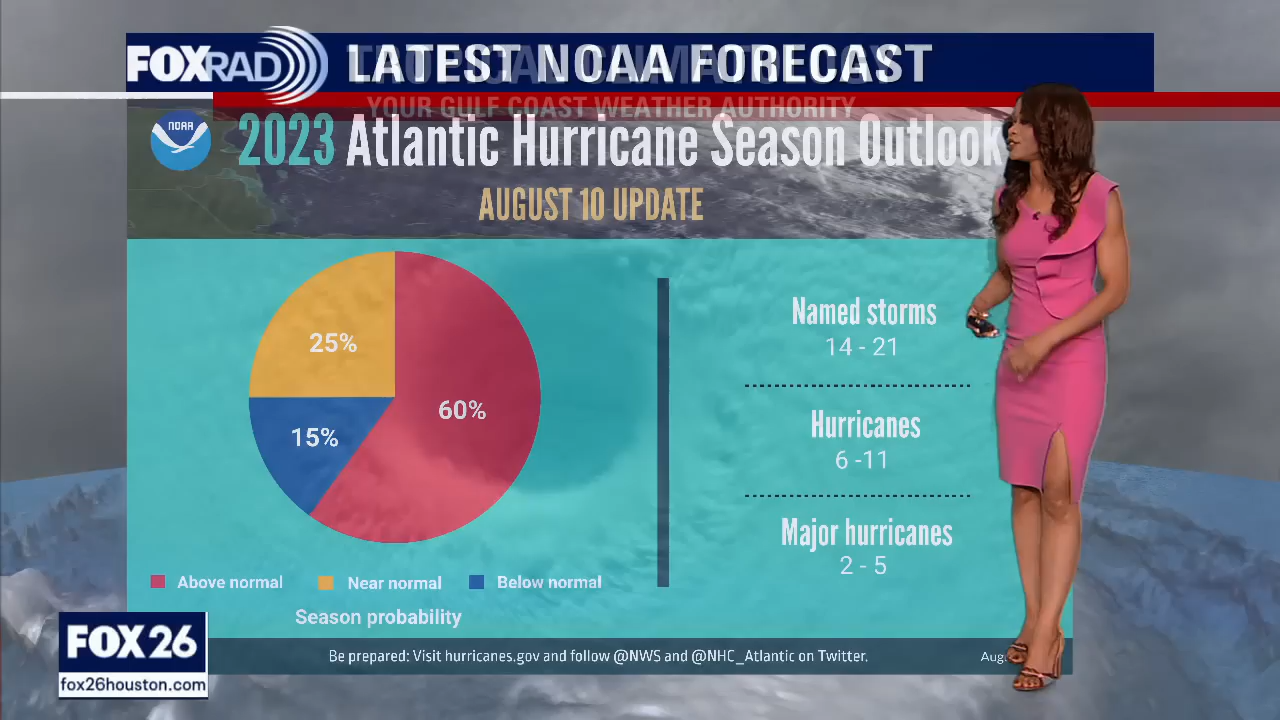 FOXRAD
LATEST NOAA FORECAST
YOUR GULF COAST WEATHER AUTHORITY
NOAA
2023 Atlantic Hurricane Season Outlook
AUGUST 10 UPDATE
25%
60%
15%
Named storms
14 - 21
Hurricanes
6 -11
Major hurricanes
2 - 5
Above normal
Near normal
Below normal
Season probability
Be prepared: Visit hurricanes.gov and follow @NWS and @NHC_Atlantic on Twitter.
Aug
FOX 26
fox26houston.com